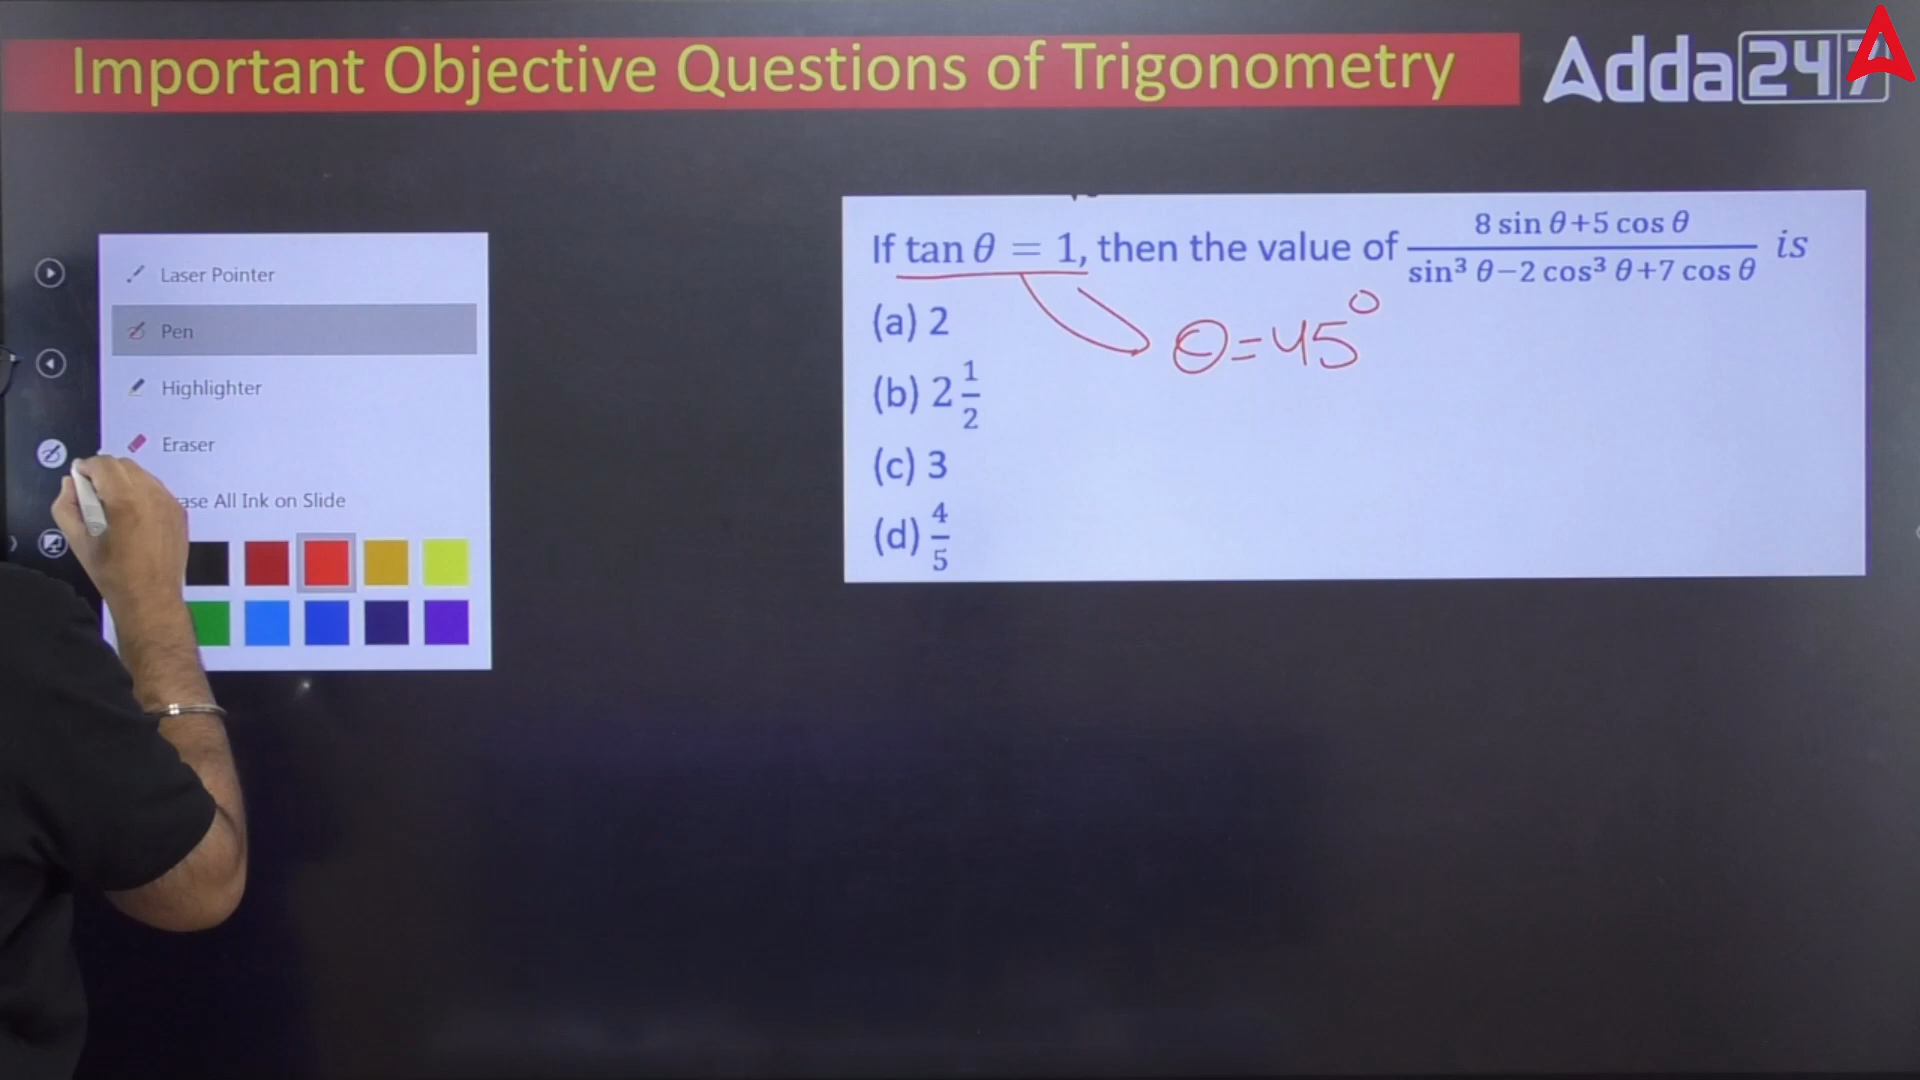 Important Objective Questions of Trigonometry
Adda247
Laser Pointer
Pen
Highlighter
Eraser
All Ink on Slide
If tan θ = 1, then the value of (8 sin θ+5 cos θ)/(sin³ θ−2 cos³ θ+7 cos θ) is
(a) 2
θ=45°
(b) 2 1/2
(c) 3
(d) 4/5